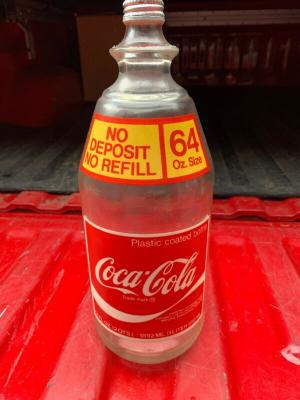 NO
DEPOSIT
NO REFILL
64
Oz. Size
Plastic coated bottle
Coca-Cola
Trade-mark ®